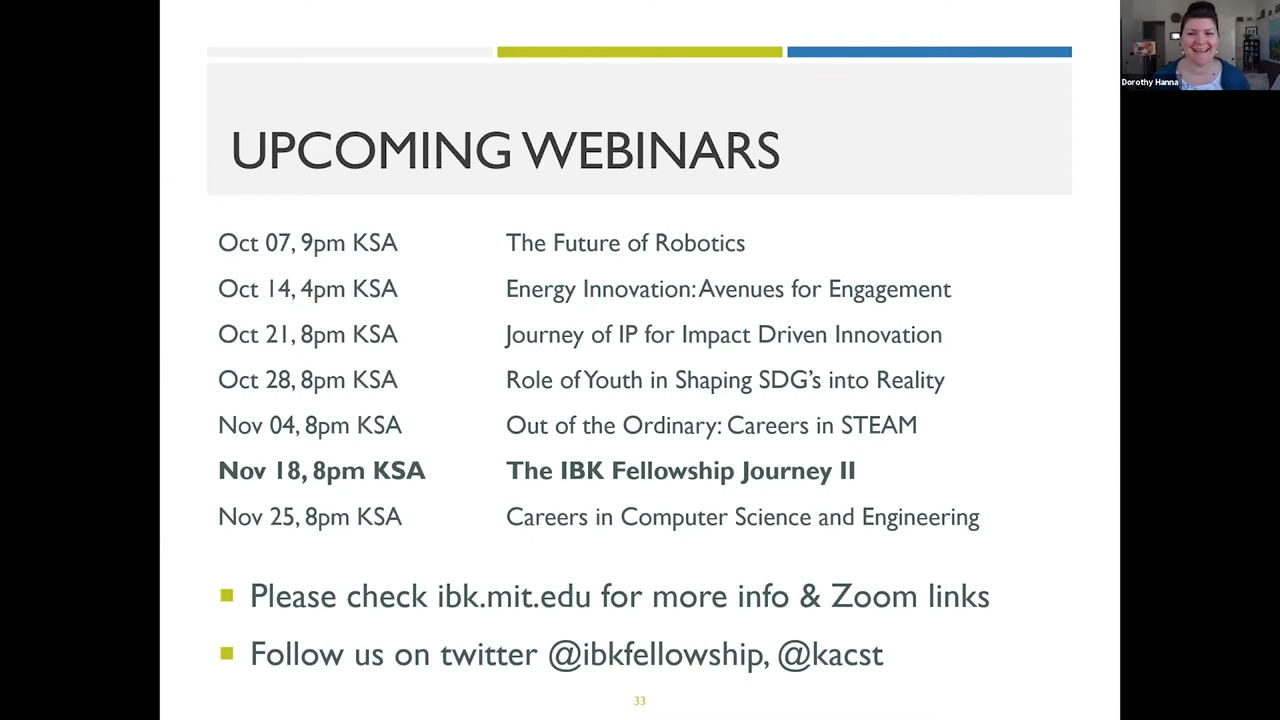 Dorothy Hanna
UPCOMING WEBINARS
Oct 07, 9pm KSA The Future of Robotics
Oct 14, 4pm KSA Energy Innovation: Avenues for Engagement
Oct 21, 8pm KSA Journey of IP for Impact Driven Innovation
Oct 28, 8pm KSA Role of Youth in Shaping SDG's into Reality
Nov 04, 8pm KSA Out of the Ordinary: Careers in STEAM
Nov 18, 8pm KSA The IBK Fellowship Journey II
Nov 25, 8pm KSA Careers in Computer Science and Engineering
Please check ibk.mit.edu for more info & Zoom links
Follow us on twitter @ibkfellowship, @kacst
33